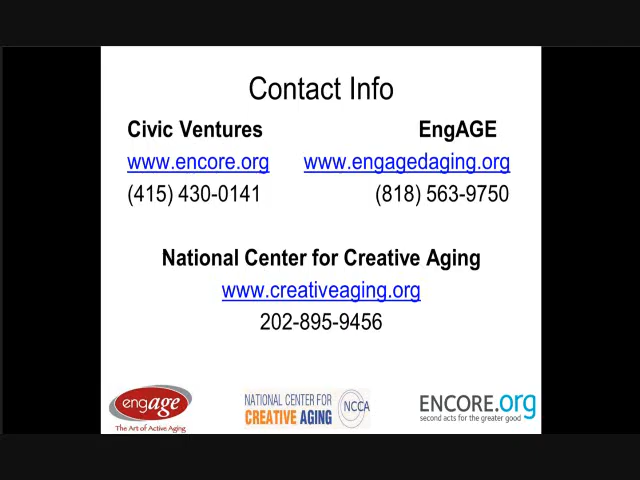 Contact Info
Civic Ventures EngAGE
www.encore.org www.engagedaging.org
(415) 430-0141 (818) 563-9750
National Center for Creative Aging
www.creativeaging.org
202-895-9456
engAGE
The Art of Active Aging
NATIONAL CENTER FOR
CREATIVE AGING
NCCA
ENCORE.org
second acts for the greater good